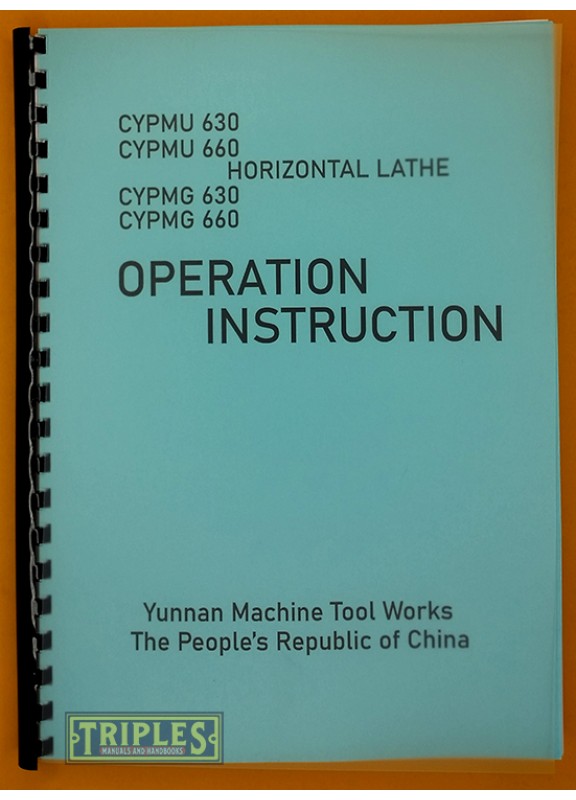 CYPMU 630
CYPMU 660
HORIZONTAL LATHE
CYPMG 630
CYPMG 660
OPERATION
INSTRUCTION
Yunnan Machine Tool Works
The People's Republic of China
TRIPLES
MANUALS AND HANDBOOKS